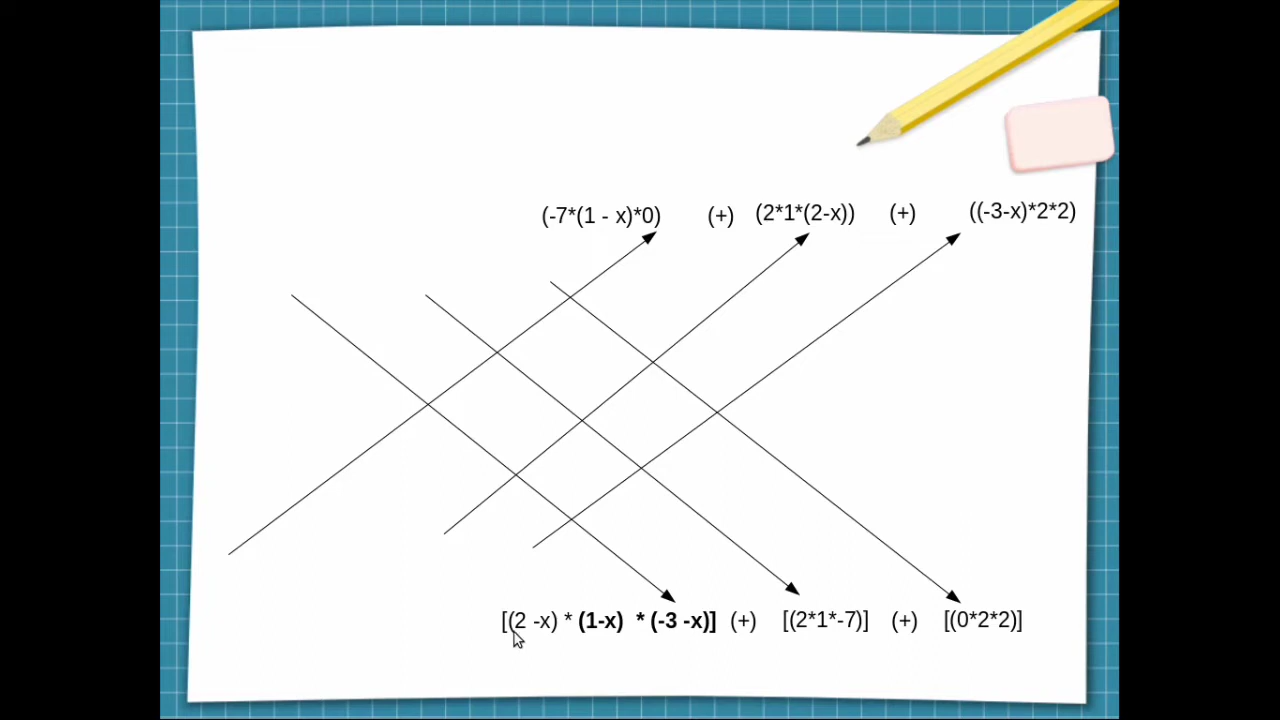 (-7*(1 - x)*0) (+) (2*1*(2-x)) (+) ((-3-x)*2*2)
[(2 -x) * (1-x) * (-3 -x)] (+) [(2*1*-7)] (+) [(0*2*2)]